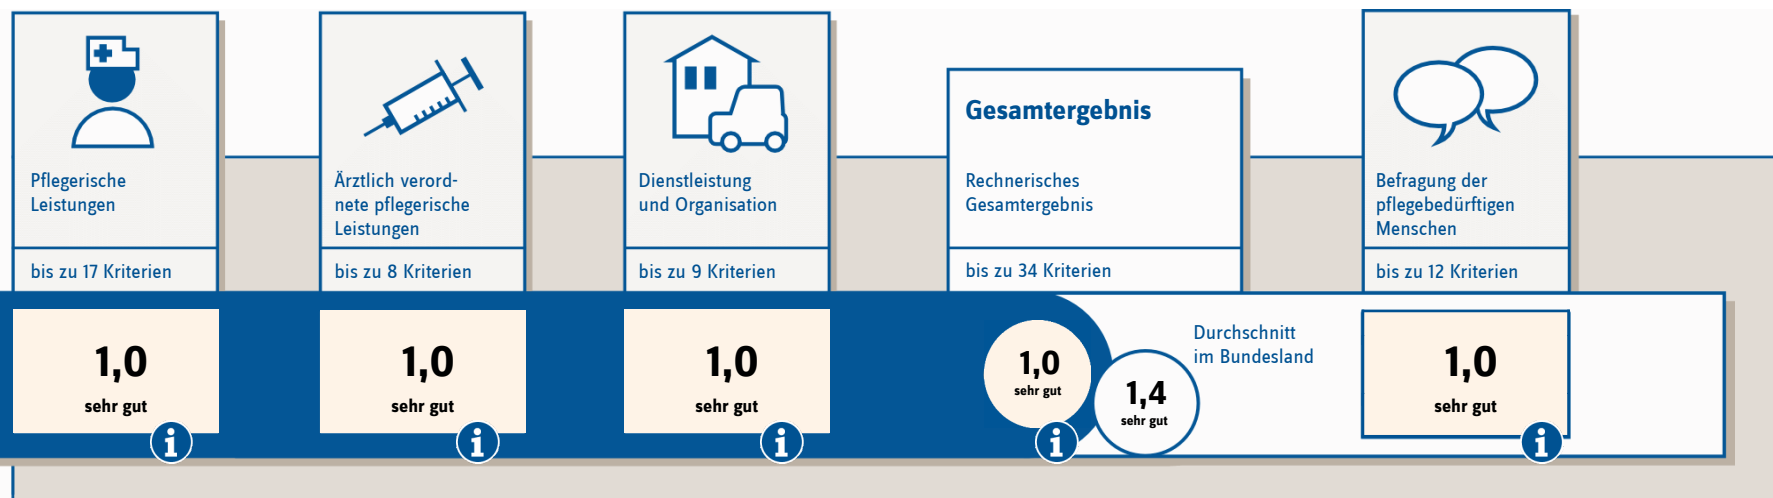 Pflegerische
Leistungen
bis zu 17 Kriterien
1,0
sehr gut
Ärztlich verord-
nete pflegerische
Leistungen
bis zu 8 Kriterien
1,0
sehr gut
Dienstleistung
und Organisation
bis zu 9 Kriterien
1,0
sehr gut
Gesamtergebnis
Rechnerisches
Gesamtergebnis
bis zu 34 Kriterien
1,0
sehr gut
1,4
sehr gut
Durchschnitt
im Bundesland
Befragung der
pflegebedürftigen
Menschen
bis zu 12 Kriterien
1,0
sehr gut